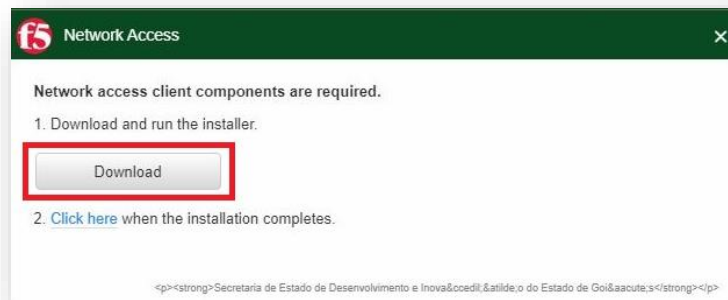 f5 Network Access ×
Network access client components are required.
1. Download and run the installer.
Download
2. Click here when the installation completes.
<p><strong>Secretaria de Estado de Desenvolvimento e Inova&ccedil;&atilde;o do Estado de Goi&aacute;s</strong></p>